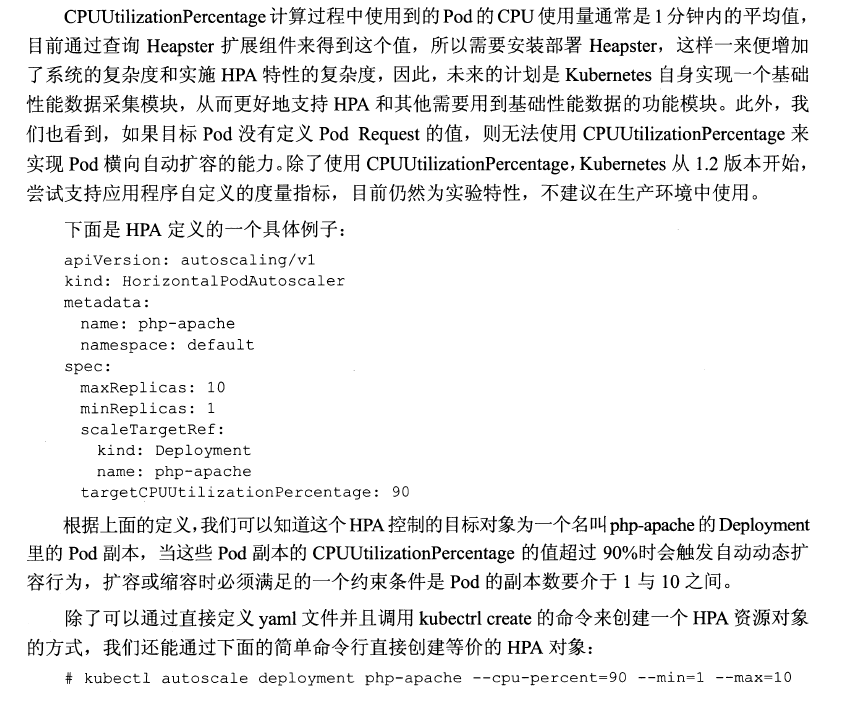 CPUUtilizationPercentage 计算过程中使用到的 Pod 的 CPU 使用量通常是 1 分钟内的平均值，
目前通过查询 Heapster 扩展组件来得到这个值，所以需要安装部署 Heapster，这样一来便增加
了系统的复杂度和实施 HPA 特性的复杂度，因此，未来的计划是 Kubernetes 自身实现一个基础
性能数据采集模块，从而更好地支持 HPA 和其他需要用到基础性能数据的功能模块。此外，我
们也看到，如果目标 Pod 没有定义 Pod Request 的值，则无法使用 CPUUtilizationPercentage 来
实现 Pod 横向自动扩容的能力。除了使用 CPUUtilizationPercentage，Kubernetes 从 1.2 版本开始，
尝试支持应用程序自定义的度量指标，目前仍然为实验特性，不建议在生产环境中使用。
下面是 HPA 定义的一个具体例子：
apiVersion: autoscaling/v1
kind: HorizontalPodAutoscaler
metadata:
  name: php-apache
  namespace: default
spec:
  maxReplicas: 10
  minReplicas: 1
  scaleTargetRef:
    kind: Deployment
    name: php-apache
  targetCPUUtilizationPercentage: 90
根据上面的定义，我们可以知道这个 HPA 控制的目标对象为一个名叫 php-apache 的 Deployment
里的 Pod 副本，当这些 Pod 副本的 CPUUtilizationPercentage 的值超过 90%时会触发自动动态扩
容行为，扩容或缩容时必须满足的一个约束条件是 Pod 的副本数要介于 1 与 10 之间。
除了可以通过直接定义 yaml 文件并且调用 kubectrl create 的命令来创建一个 HPA 资源对象
的方式，我们还能通过下面的简单命令行直接创建等价的 HPA 对象：
# kubectl autoscale deployment php-apache --cpu-percent=90 --min=1 --max=10